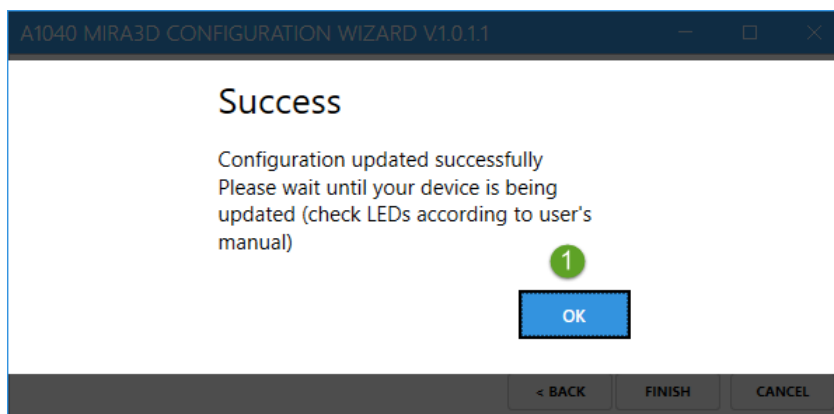 A1040 MIRA3D CONFIGURATION WIZARD V.1.0.1.1
Success
Configuration updated successfully
Please wait until your device is being
updated (check LEDs according to user's
manual)
1
OK
< BACK FINISH CANCEL